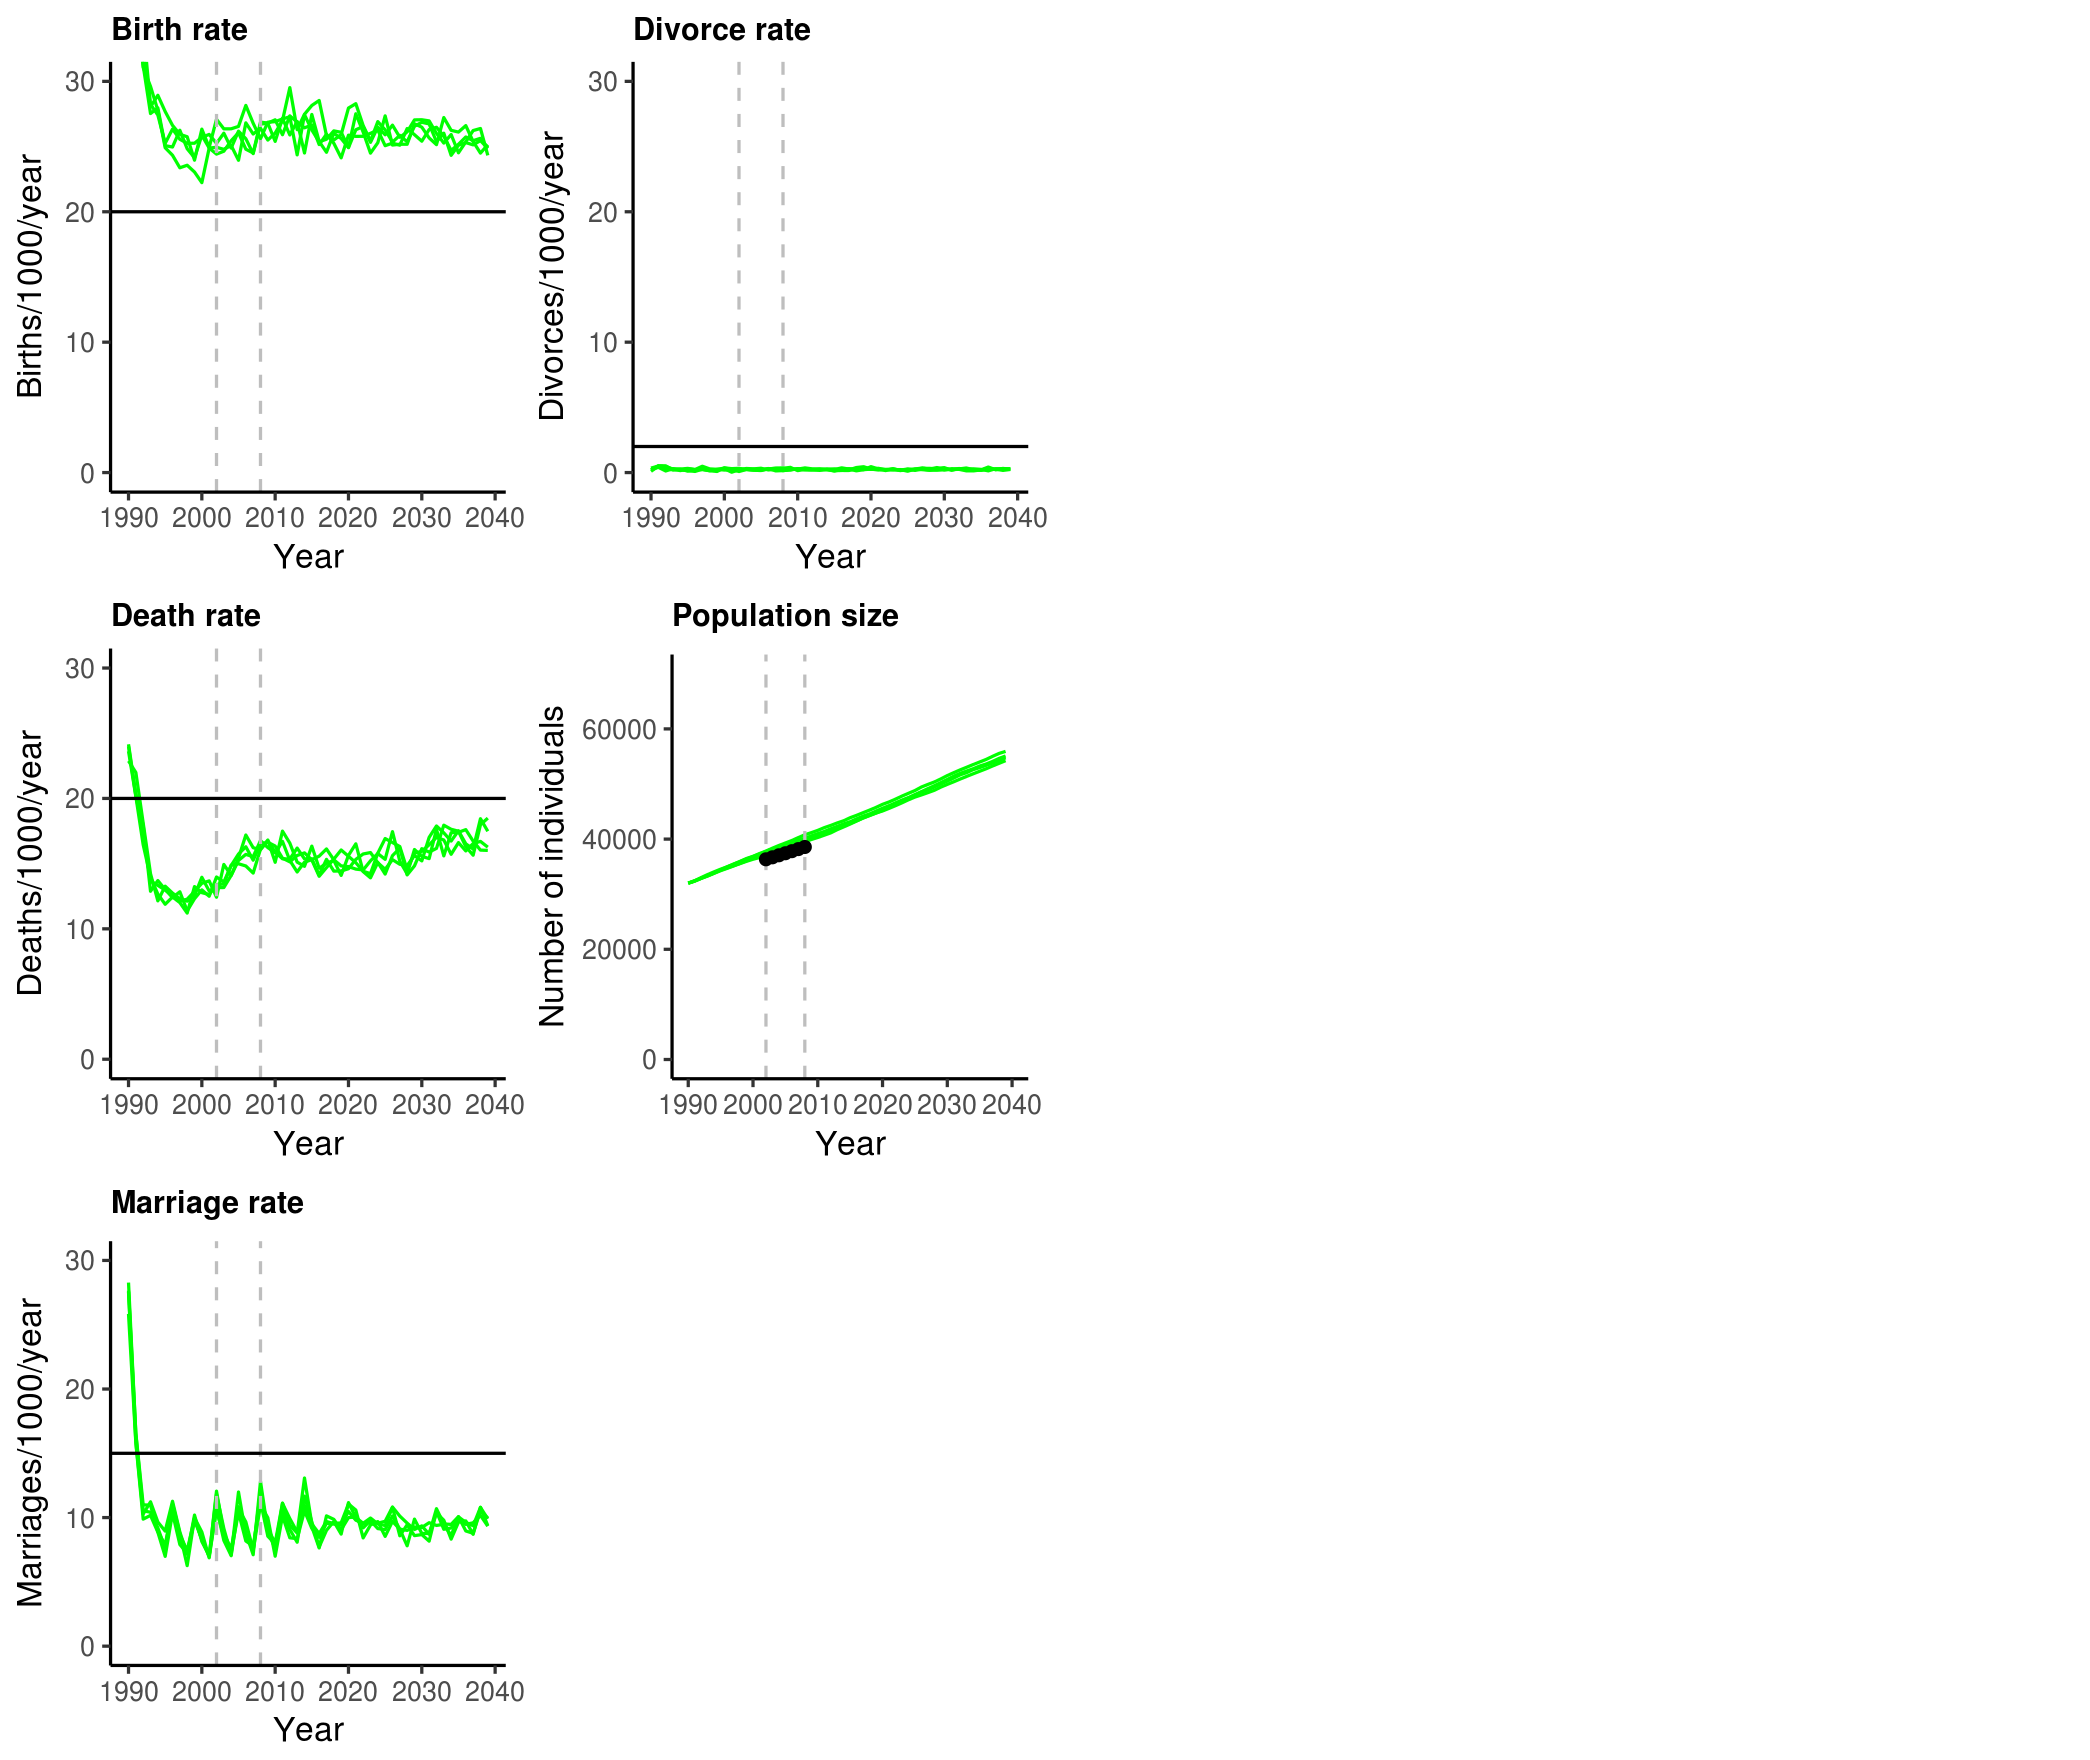 Birth rate
Births/1000/year
30
20
10
0
1990 2000 2010 2020 2030 2040
Year
Divorce rate
Divorces/1000/year
30
20
10
0
1990 2000 2010 2020 2030 2040
Year
Death rate
Deaths/1000/year
30
20
10
0
1990 2000 2010 2020 2030 2040
Year
Population size
Number of individuals
60000
40000
20000
0
1990 2000 2010 2020 2030 2040
Year
Marriage rate
Marriages/1000/year
30
20
10
0
1990 2000 2010 2020 2030 2040
Year